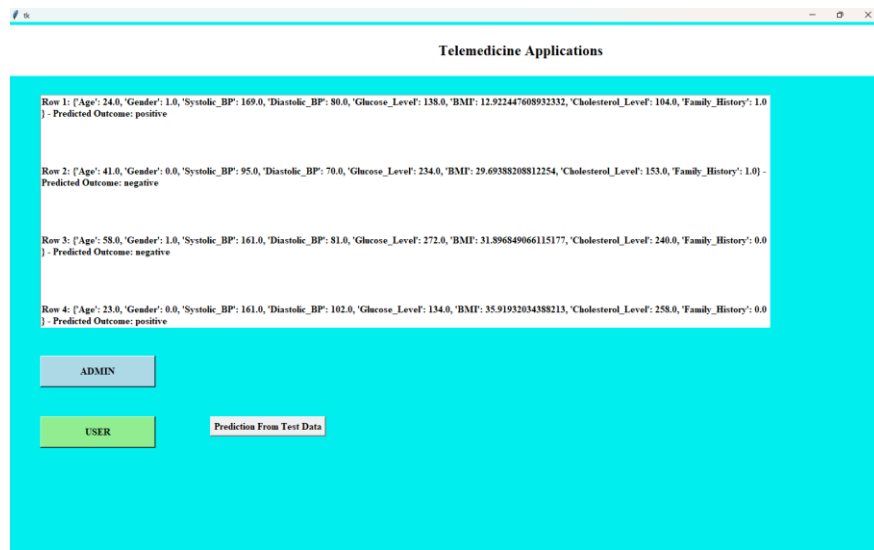 tk
Telemedicine Applications
Row 1: {'Age': 24.0, 'Gender': 1.0, 'Systolic_BP': 169.0, 'Diastolic_BP': 80.0, 'Glucose_Level': 138.0, 'BMI': 12.922447608932332, 'Cholesterol_Level': 104.0, 'Family_History': 1.0
} - Predicted Outcome: positive
Row 2: {'Age': 41.0, 'Gender': 0.0, 'Systolic_BP': 95.0, 'Diastolic_BP': 70.0, 'Glucose_Level': 234.0, 'BMI': 29.69388208812254, 'Cholesterol_Level': 153.0, 'Family_History': 1.0} -
Predicted Outcome: negative
Row 3: {'Age': 58.0, 'Gender': 1.0, 'Systolic_BP': 161.0, 'Diastolic_BP': 81.0, 'Glucose_Level': 272.0, 'BMI': 31.896849066115177, 'Cholesterol_Level': 240.0, 'Family_History': 0.0
} - Predicted Outcome: negative
Row 4: {'Age': 23.0, 'Gender': 0.0, 'Systolic_BP': 161.0, 'Diastolic_BP': 102.0, 'Glucose_Level': 134.0, 'BMI': 35.91932034388213, 'Cholesterol_Level': 258.0, 'Family_History': 0.0
} - Predicted Outcome: positive
ADMIN
USER
Prediction From Test Data